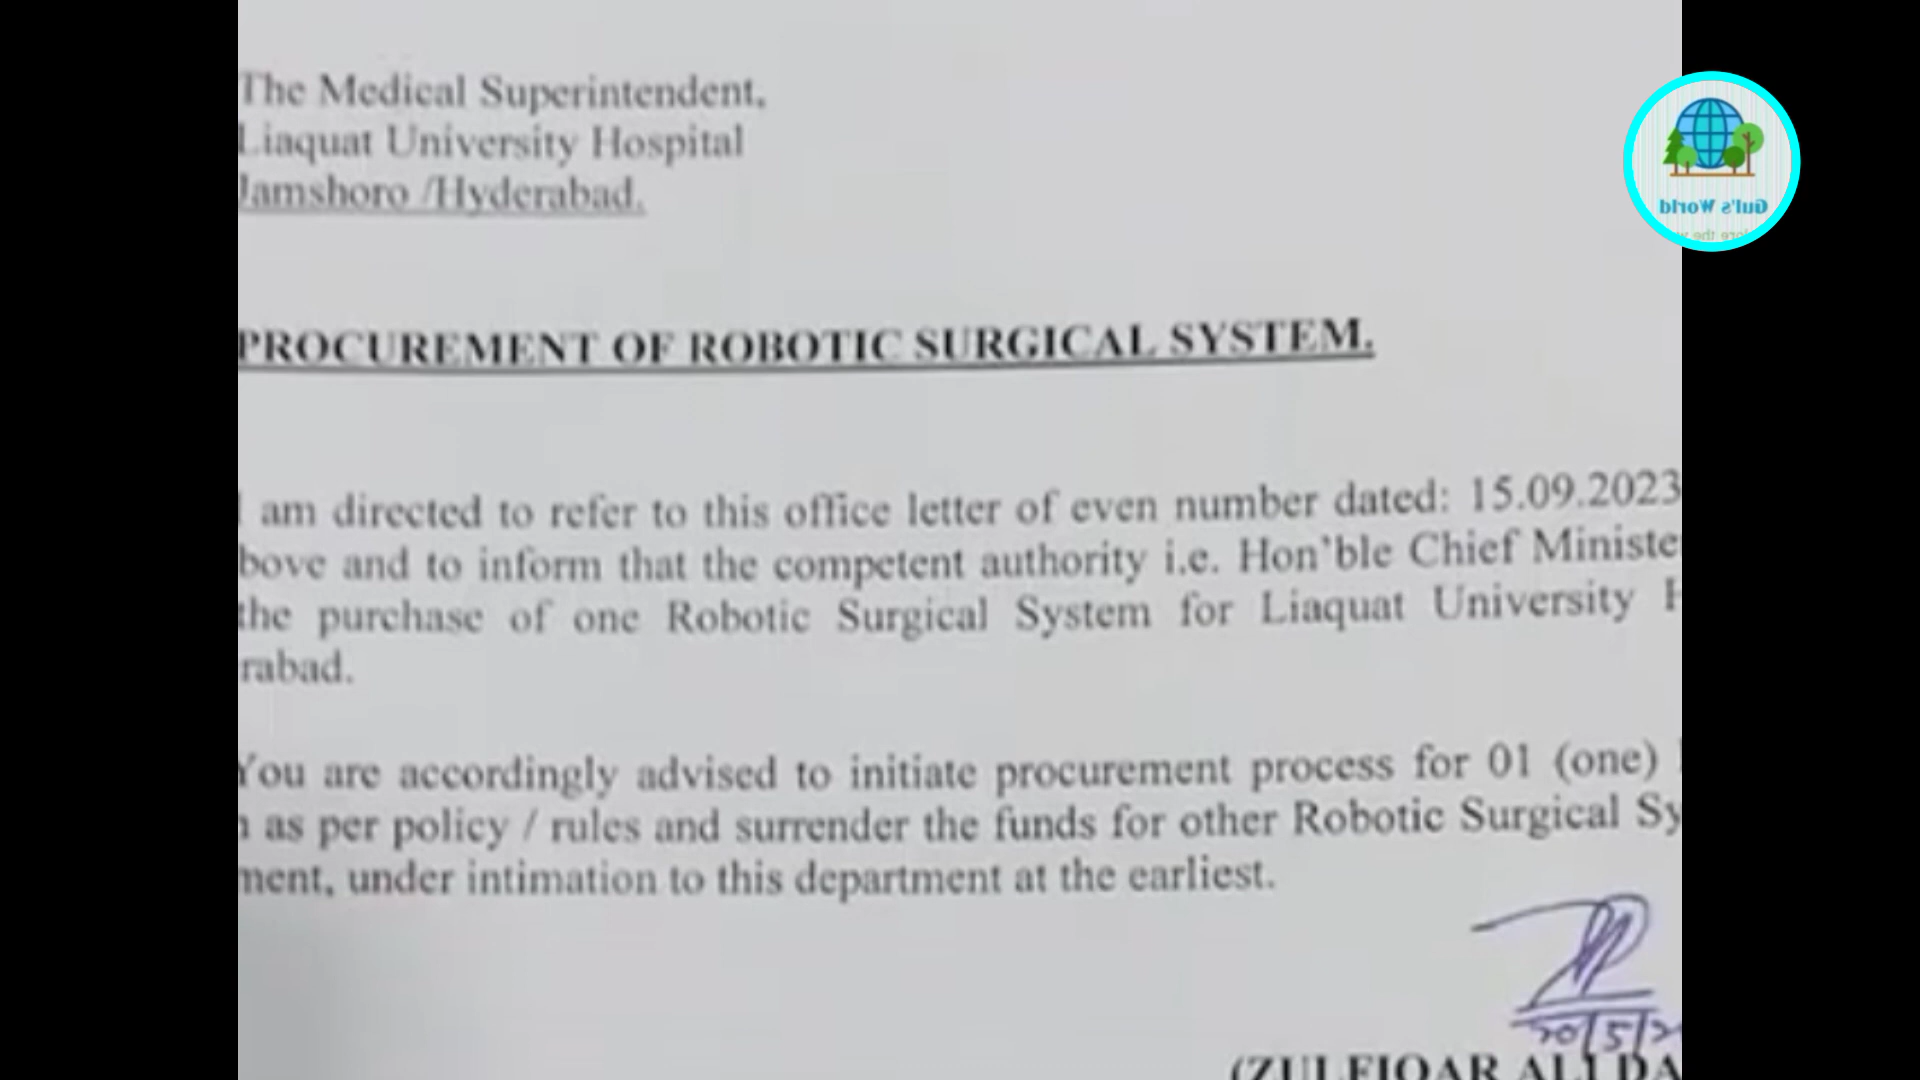 The Medical Superintendent,
Liaquat University Hospital
Jamshoro /Hyderabad.
Gul's World
PROCUREMENT OF ROBOTIC SURGICAL SYSTEM.
I am directed to refer to this office letter of even number dated: 15.09.2023
bove and to inform that the competent authority i.e. Hon'ble Chief Ministe
the purchase of one Robotic Surgical System for Liaquat University H
rabad.
You are accordingly advised to initiate procurement process for 01 (one)
as per policy / rules and surrender the funds for other Robotic Surgical Sy
ment, under intimation to this department at the earliest.
(ZULFIQAR ALI DA